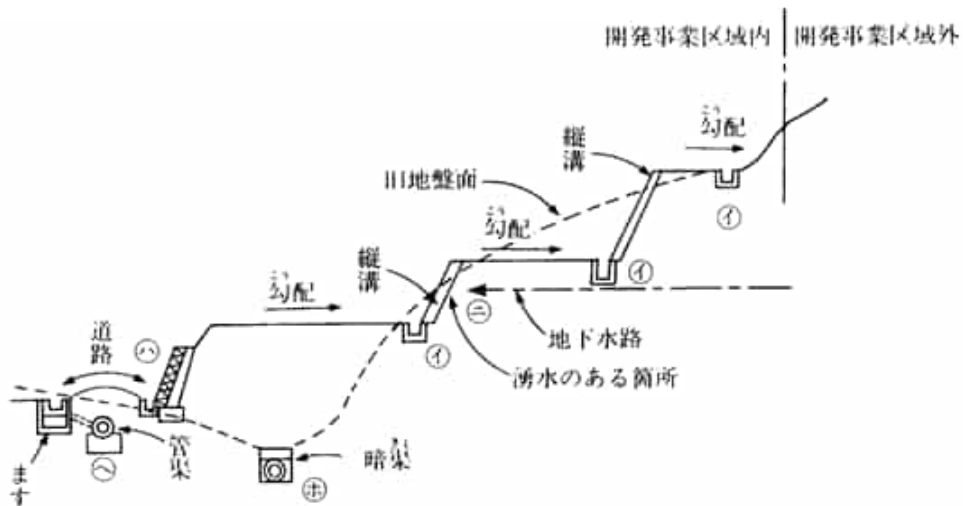 開発事業区域内
開発事業区域外
こう
勾配
縦溝
旧地盤面
㋑
こう
勾配
縦溝
㋑
こう
勾配
㋥
地下水路
道路
㋩
㋑
湧水のある箇所
管渠
暗渠
きょ
㋭
㋬
ます